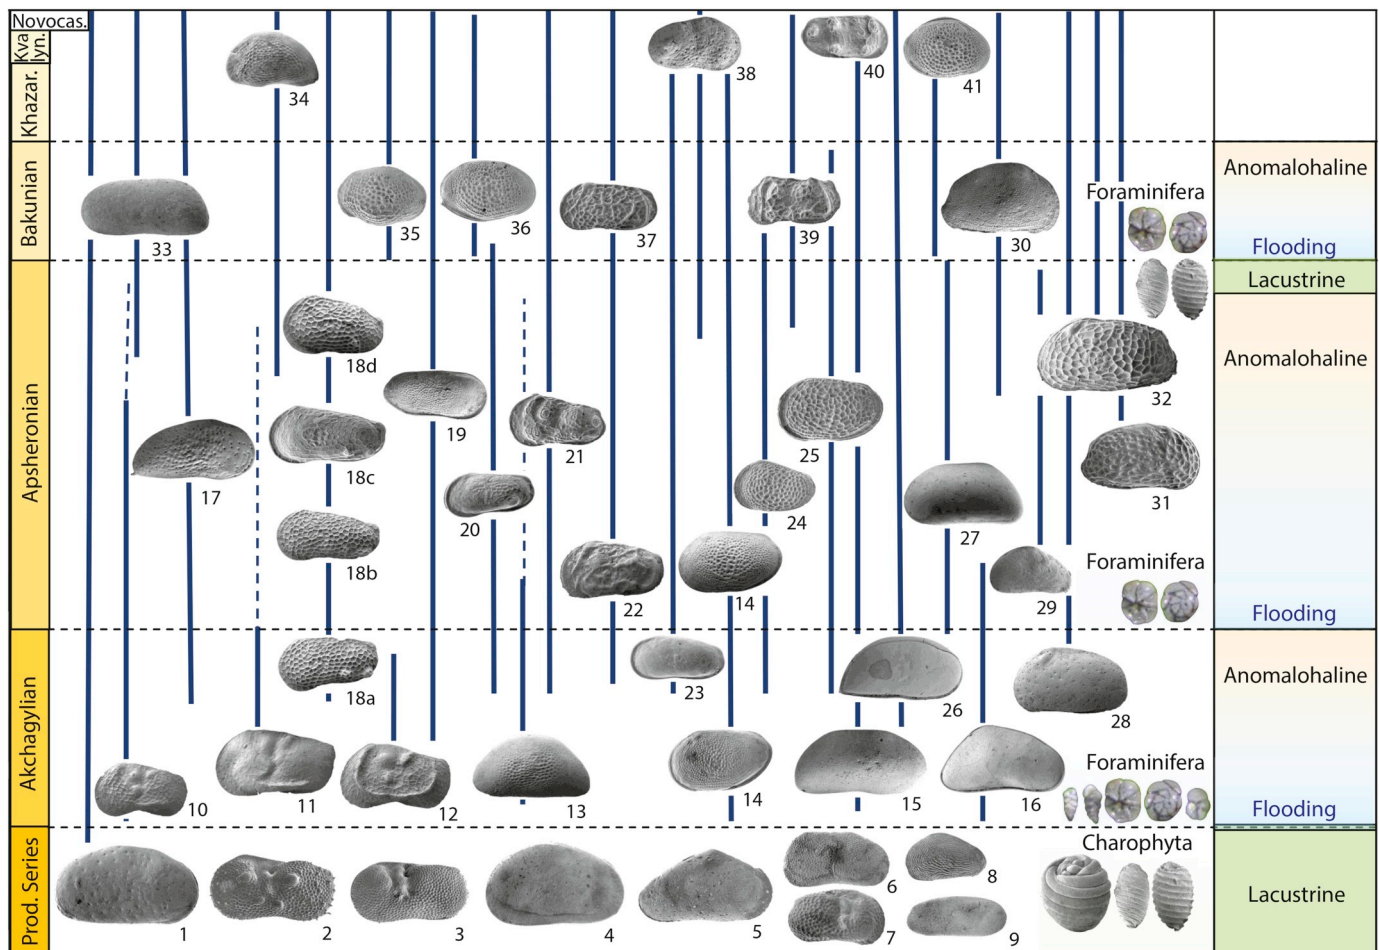 Novocas.
Kva
lyn.
Khazar.
34
38
40
41
Bakunian
33
35
36
37
39
30
Foraminifera
Anomalohaline
Flooding
Apsheronian
Lacustrine
18d
32
Anomalohaline
19
25
21
17
18c
31
20
24
27
18b
22
14
29
Foraminifera
Flooding
Akchagylian
18a
23
26
28
Anomalohaline
10
11
12
13
14
15
16
Foraminifera
Flooding
Prod. Series
Charophyta
1
2
3
4
5
6
7
8
9
Lacustrine